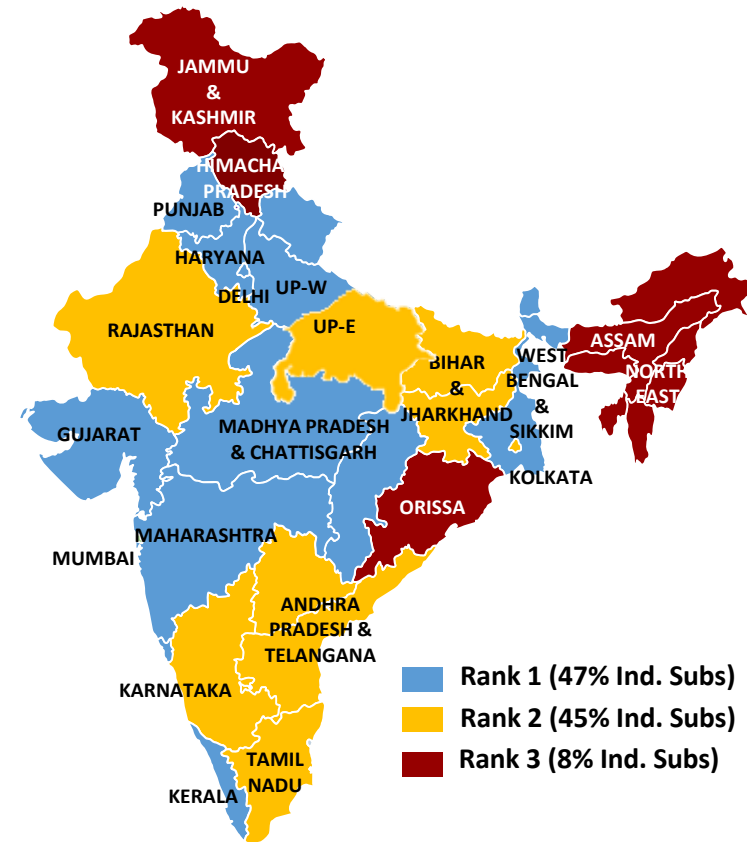 JAMMU
&
KASHMIR
HIMACHA
PRADESH
PUNJAB
HARYANA
DELHI
UP-W
RAJASTHAN
UP-E
BIHAR
&
JHARKHAND
WEST
BENGAL
&
SIKKIM
ASSAM
NORTH
EAST
GUJARAT
MADHYA PRADESH
& CHATTISGARH
KOLKATA
ORISSA
MAHARASHTRA
MUMBAI
ANDHRA
PRADESH &
TELANGANA
KARNATAKA
TAMIL
NADU
KERALA
Rank 1 (47% Ind. Subs)
Rank 2 (45% Ind. Subs)
Rank 3 (8% Ind. Subs)